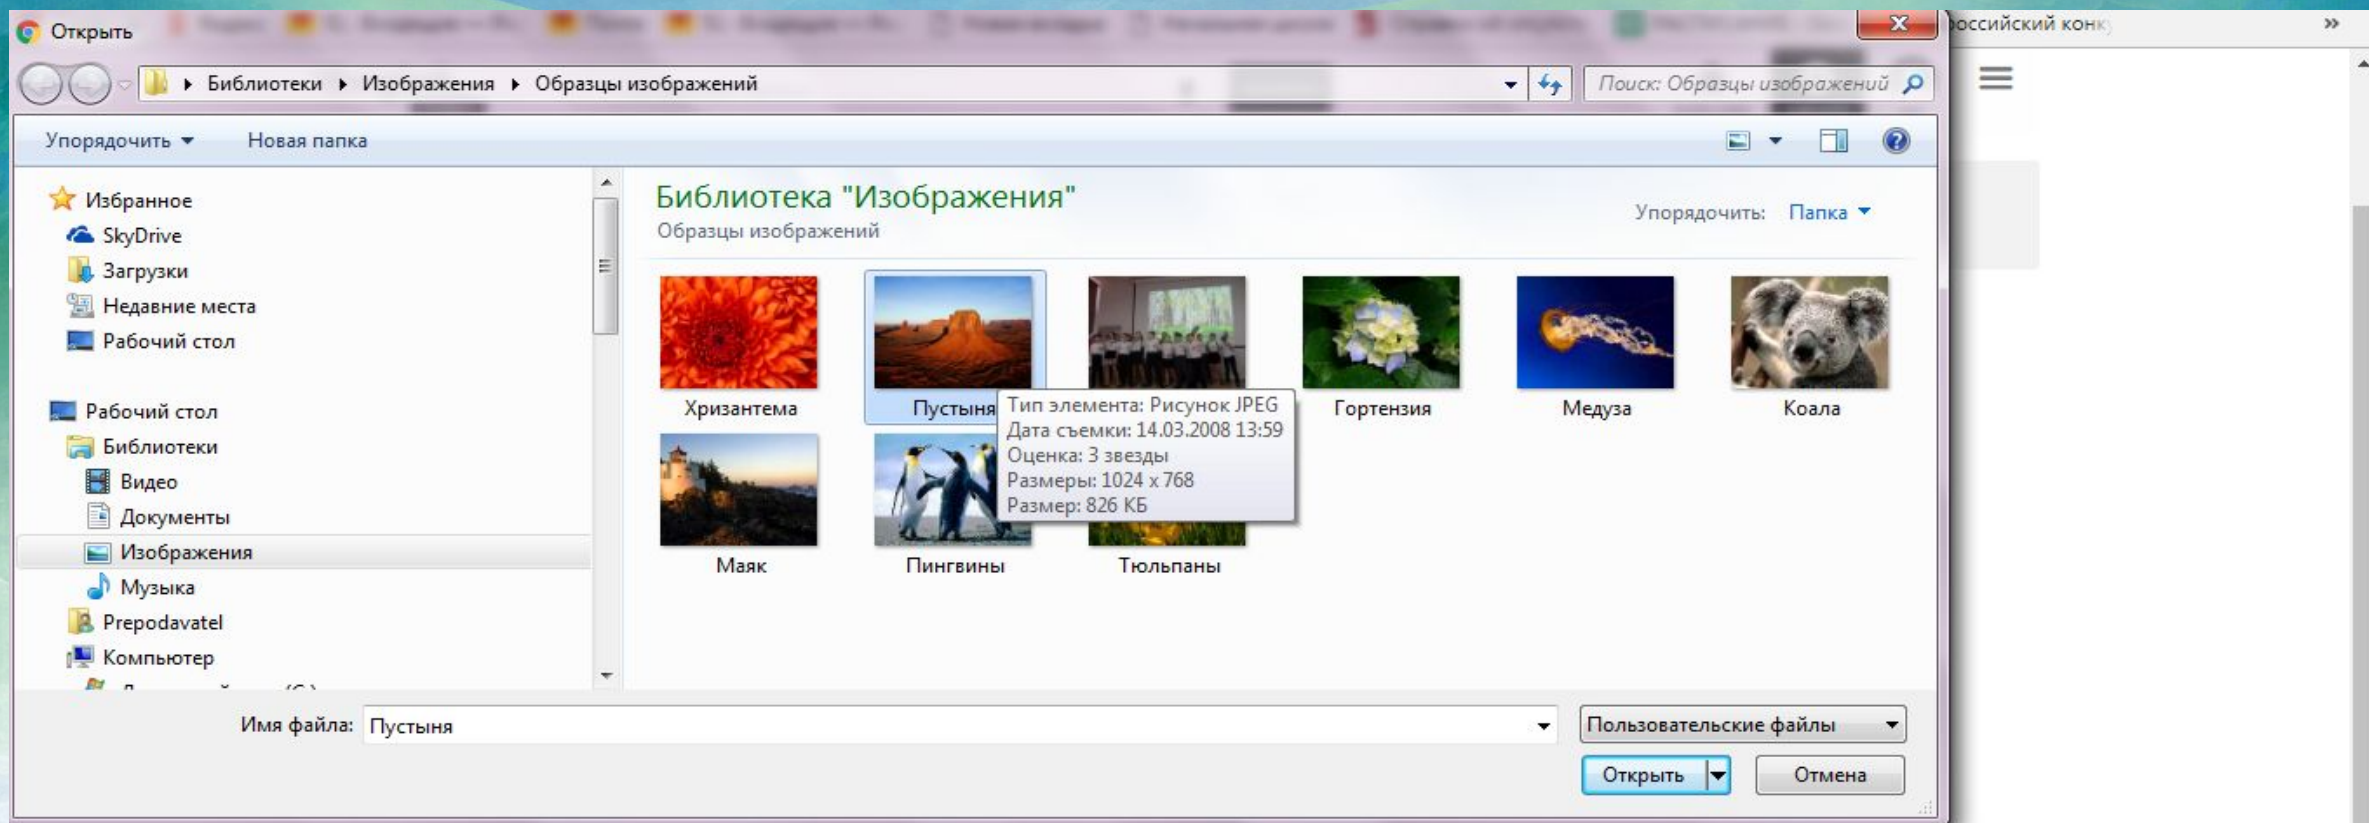 Открыть
российский конк
»
Библиотеки
Изображения
Образцы изображений
Поиск: Образцы изображений
Упорядочить
Новая папка
Избранное
SkyDrive
Загрузки
Недавние места
Рабочий стол
Рабочий стол
Библиотеки
Видео
Документы
Изображения
Музыка
Prepodavatel
Компьютер
Библиотека "Изображения"
Образцы изображений
Упорядочить: Папка
Хризантема
Пустыня
Гортензия
Медуза
Коала
Тип элемента: Рисунок JPEG
Дата съемки: 14.03.2008 13:59
Оценка: 3 звезды
Размеры: 1024 x 768
Размер: 826 КБ
Маяк
Пингвины
Тюльпаны
Имя файла: Пустыня
Пользовательские файлы
Открыть
Отмена